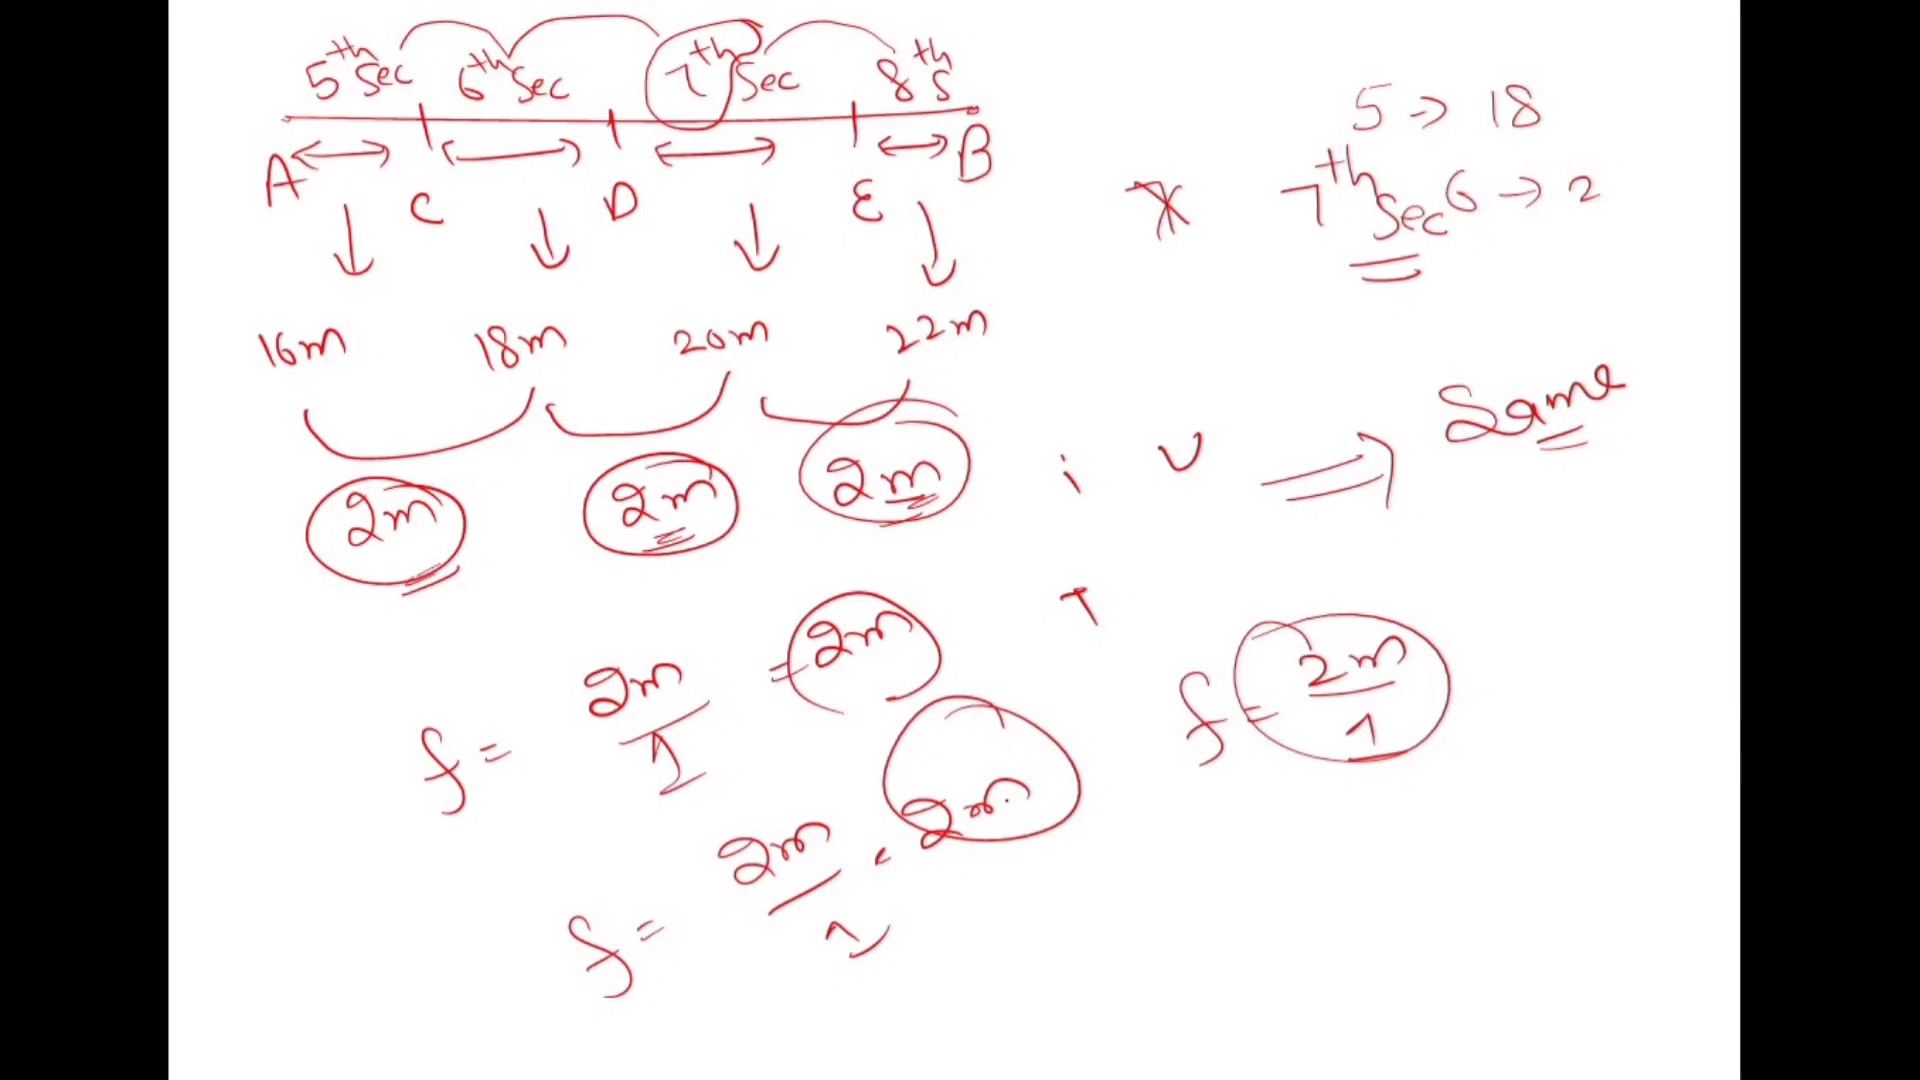 5th Sec 6th Sec 7th Sec 8th S
A C D E B
5 → 18
7th Sec 6 → 2
16m 18m 20m 22m
Same
2m 2m 2m ; U ⇒
f = 2m/1 = 2m
f = 2m/1
f = 2m/1 = 2m